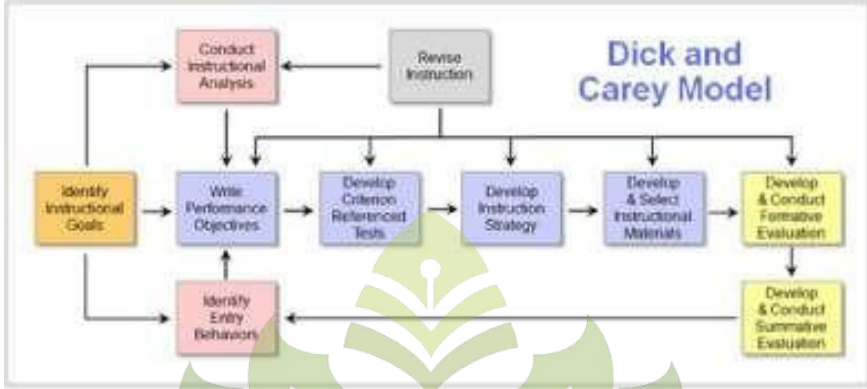 Dick and
Carey Model
Conduct
Instructional
Analysis
Revise
Instruction
Identify
Instructional
Goals
Write
Performance
Objectives
Develop
Criterion
Referenced
Tests
Develop
Instruction
Strategy
Develop
& Select
Instructional
Materials
Develop
& Conduct
Formative
Evaluation
Identify
Entry
Behaviors
Develop
& Conduct
Summative
Evaluation